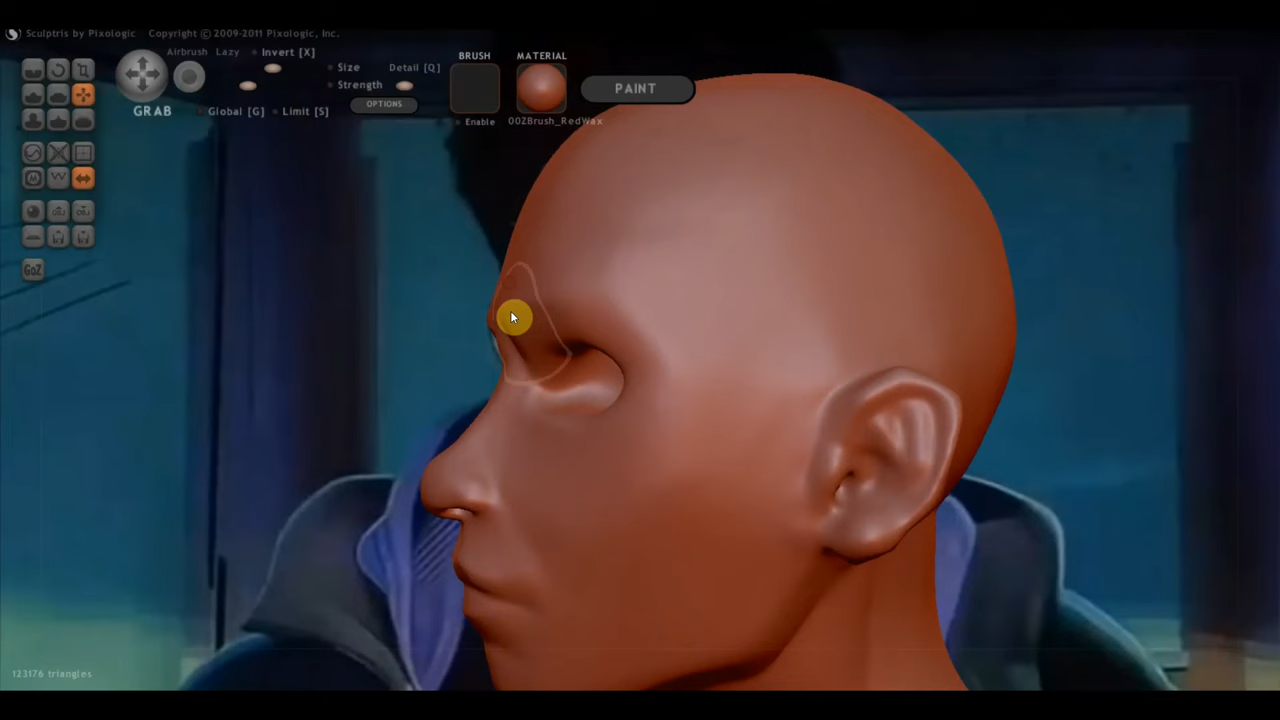 Sculptris by Pixologic Copyright © 2009-2011 Pixologic, Inc.
Airbrush Lazy Invert [X]
Size Detail [Q]
Strength
OPTIONS
GRAB
Global [G] Limit [S]
BRUSH
Enable
MATERIAL
00ZBrush_RedWax
PAINT
GoZ
123176 triangles